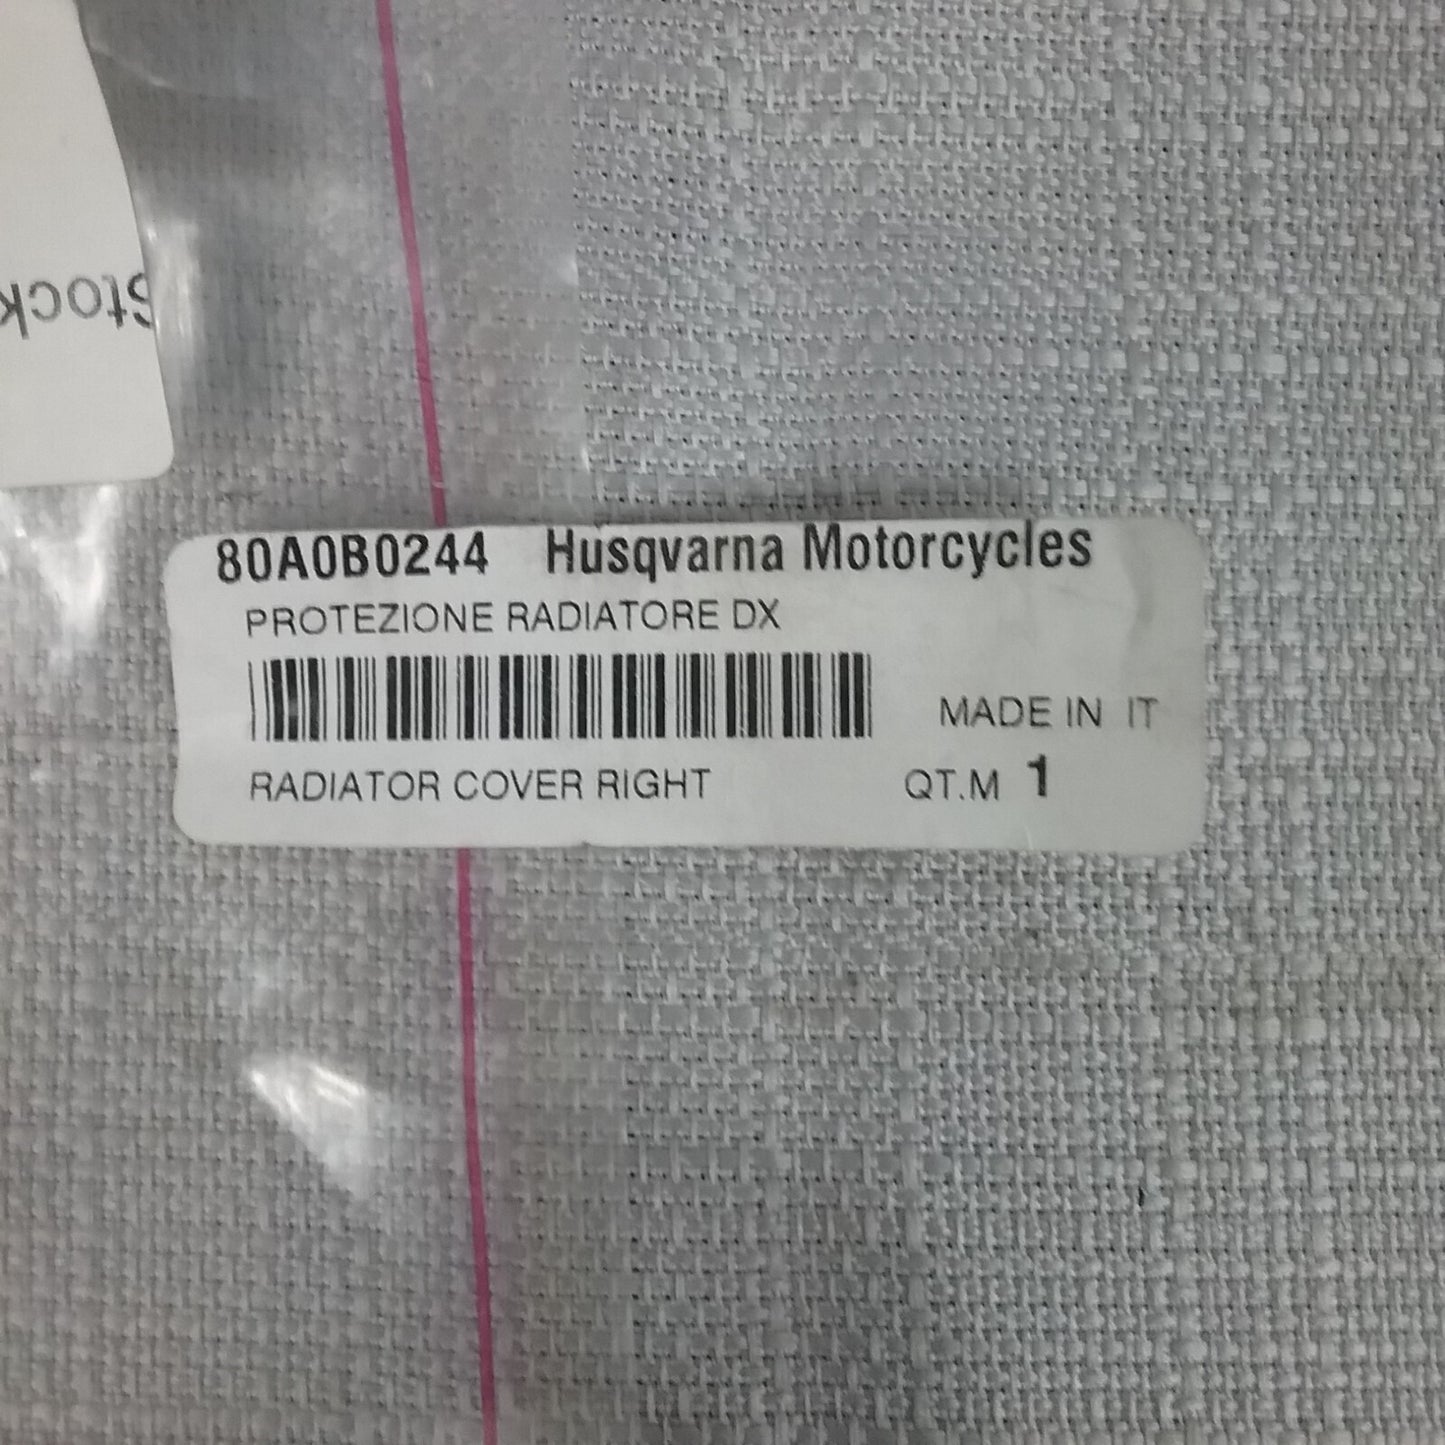 Stock
80A0B0244 Husqvarna Motorcycles
PROTEZIONE RADIATORE DX
MADE IN IT
RADIATOR COVER RIGHT QT.M 1